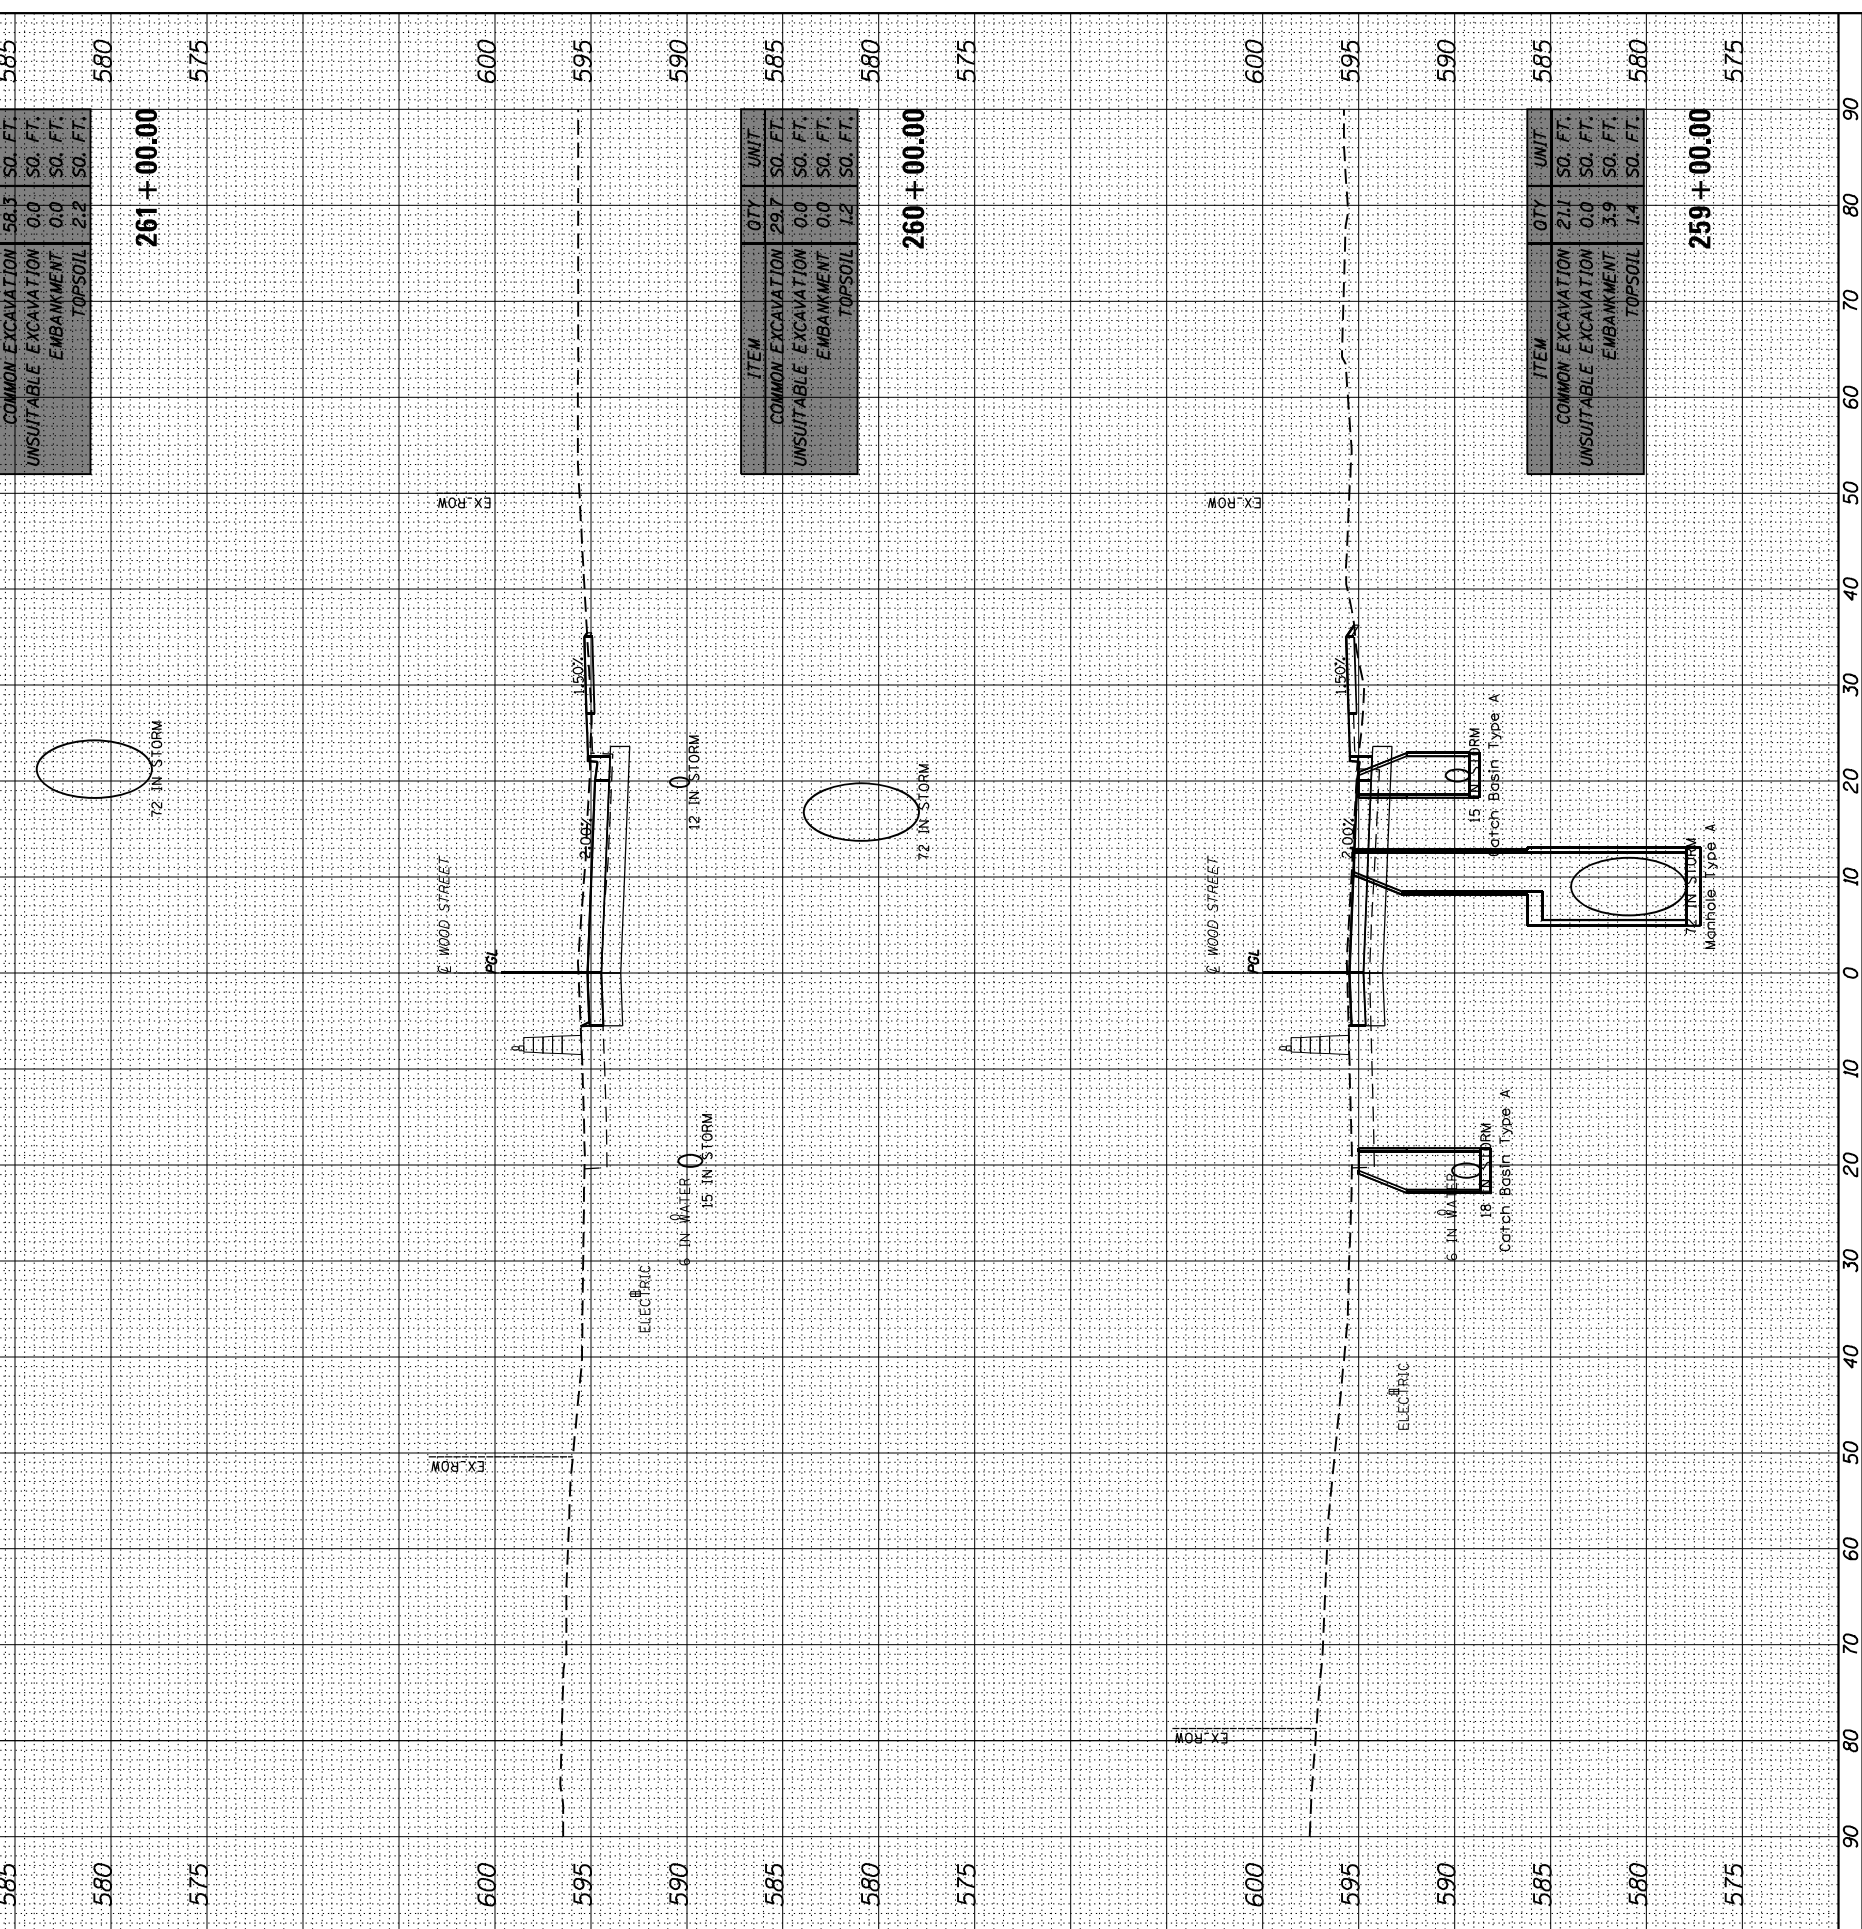 585
580
575
COMMON EXCAVATION 58.3 SQ. FT.
UNSUITABLE EXCAVATION 0.0 SQ. FT.
EMBANKMENT 0.0 SQ. FT.
TOPSOIL 2.2 SQ. FT.
261+00.00
72 IN STORM
585
580
575
600
595
590
585
580
575
ITEM QTY UNIT
COMMON EXCAVATION 29.7 SQ. FT.
UNSUITABLE EXCAVATION 0.0 SQ. FT.
EMBANKMENT 0.0 SQ. FT.
TOPSOIL 1.2 SQ. FT.
260+00.00
EX_ROW
℄ WOOD STREET
PGL
1.50%
2.00%
12 IN STORM
72 IN STORM
15 IN STORM
6 IN WATER
ELECTRIC
EX_ROW
600
595
590
585
580
575
600
595
590
585
580
575
ITEM QTY UNIT
COMMON EXCAVATION 21.1 SQ. FT.
UNSUITABLE EXCAVATION 0.0 SQ. FT.
EMBANKMENT 3.9 SQ. FT.
TOPSOIL 1.4 SQ. FT.
259+00.00
EX_ROW
℄ WOOD STREET
PGL
1.50%
2.00%
15 IN STORM
Catch Basin Type A
72 IN STORM
Manhole Type A
18 IN STORM
Catch Basin Type A
6 IN WATER
ELECTRIC
EX_ROW
600
595
590
585
580
575
90 80 70 60 50 40 30 20 10 0 10 20 30 40 50 60 70 80 90